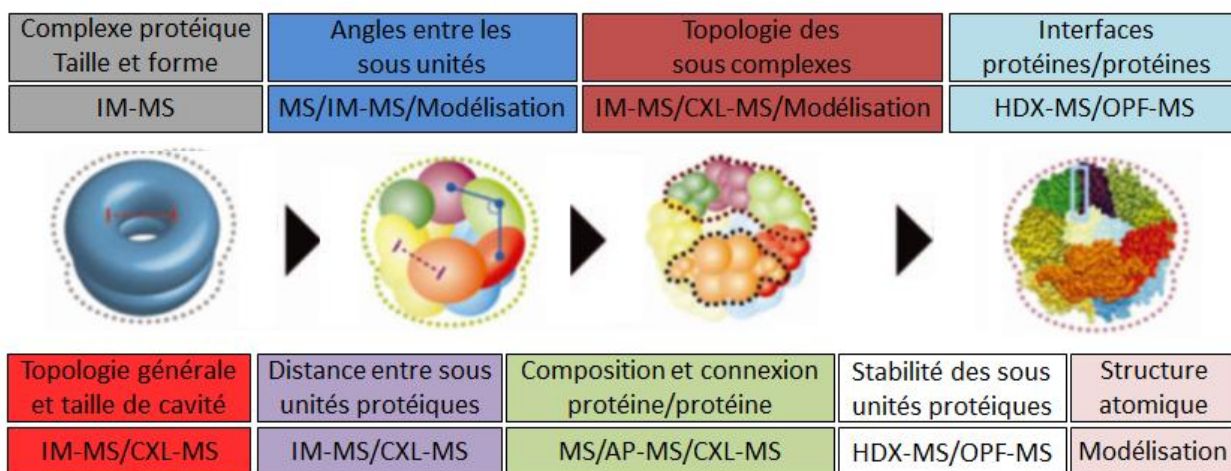 Complexe protéique
Taille et forme
IM-MS
Angles entre les
sous unités
MS/IM-MS/Modélisation
Topologie des
sous complexes
IM-MS/CXL-MS/Modélisation
Interfaces
protéines/protéines
HDX-MS/OPF-MS
Topologie générale
et taille de cavité
IM-MS/CXL-MS
Distance entre sous
unités protéiques
IM-MS/CXL-MS
Composition et connexion
protéine/protéine
MS/AP-MS/CXL-MS
Stabilité des sous
unités protéiques
HDX-MS/OPF-MS
Structure
atomique
Modélisation